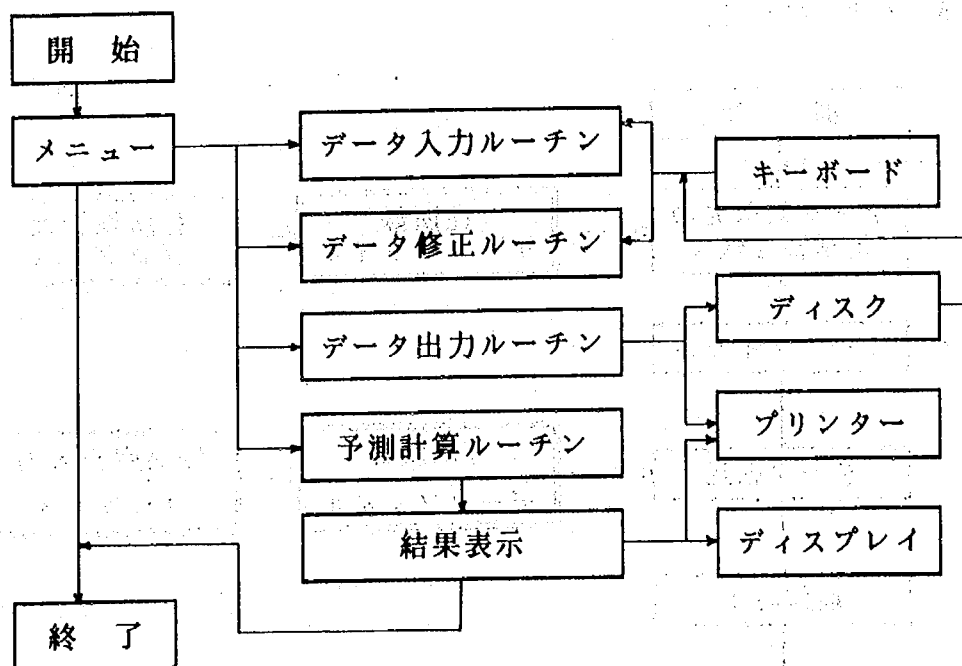 開 始
メニュー
データ入力ルーチン
キーボード
データ修正ルーチン
ディスク
データ出力ルーチン
プリンター
予測計算ルーチン
結果表示
ディスプレイ
終 了